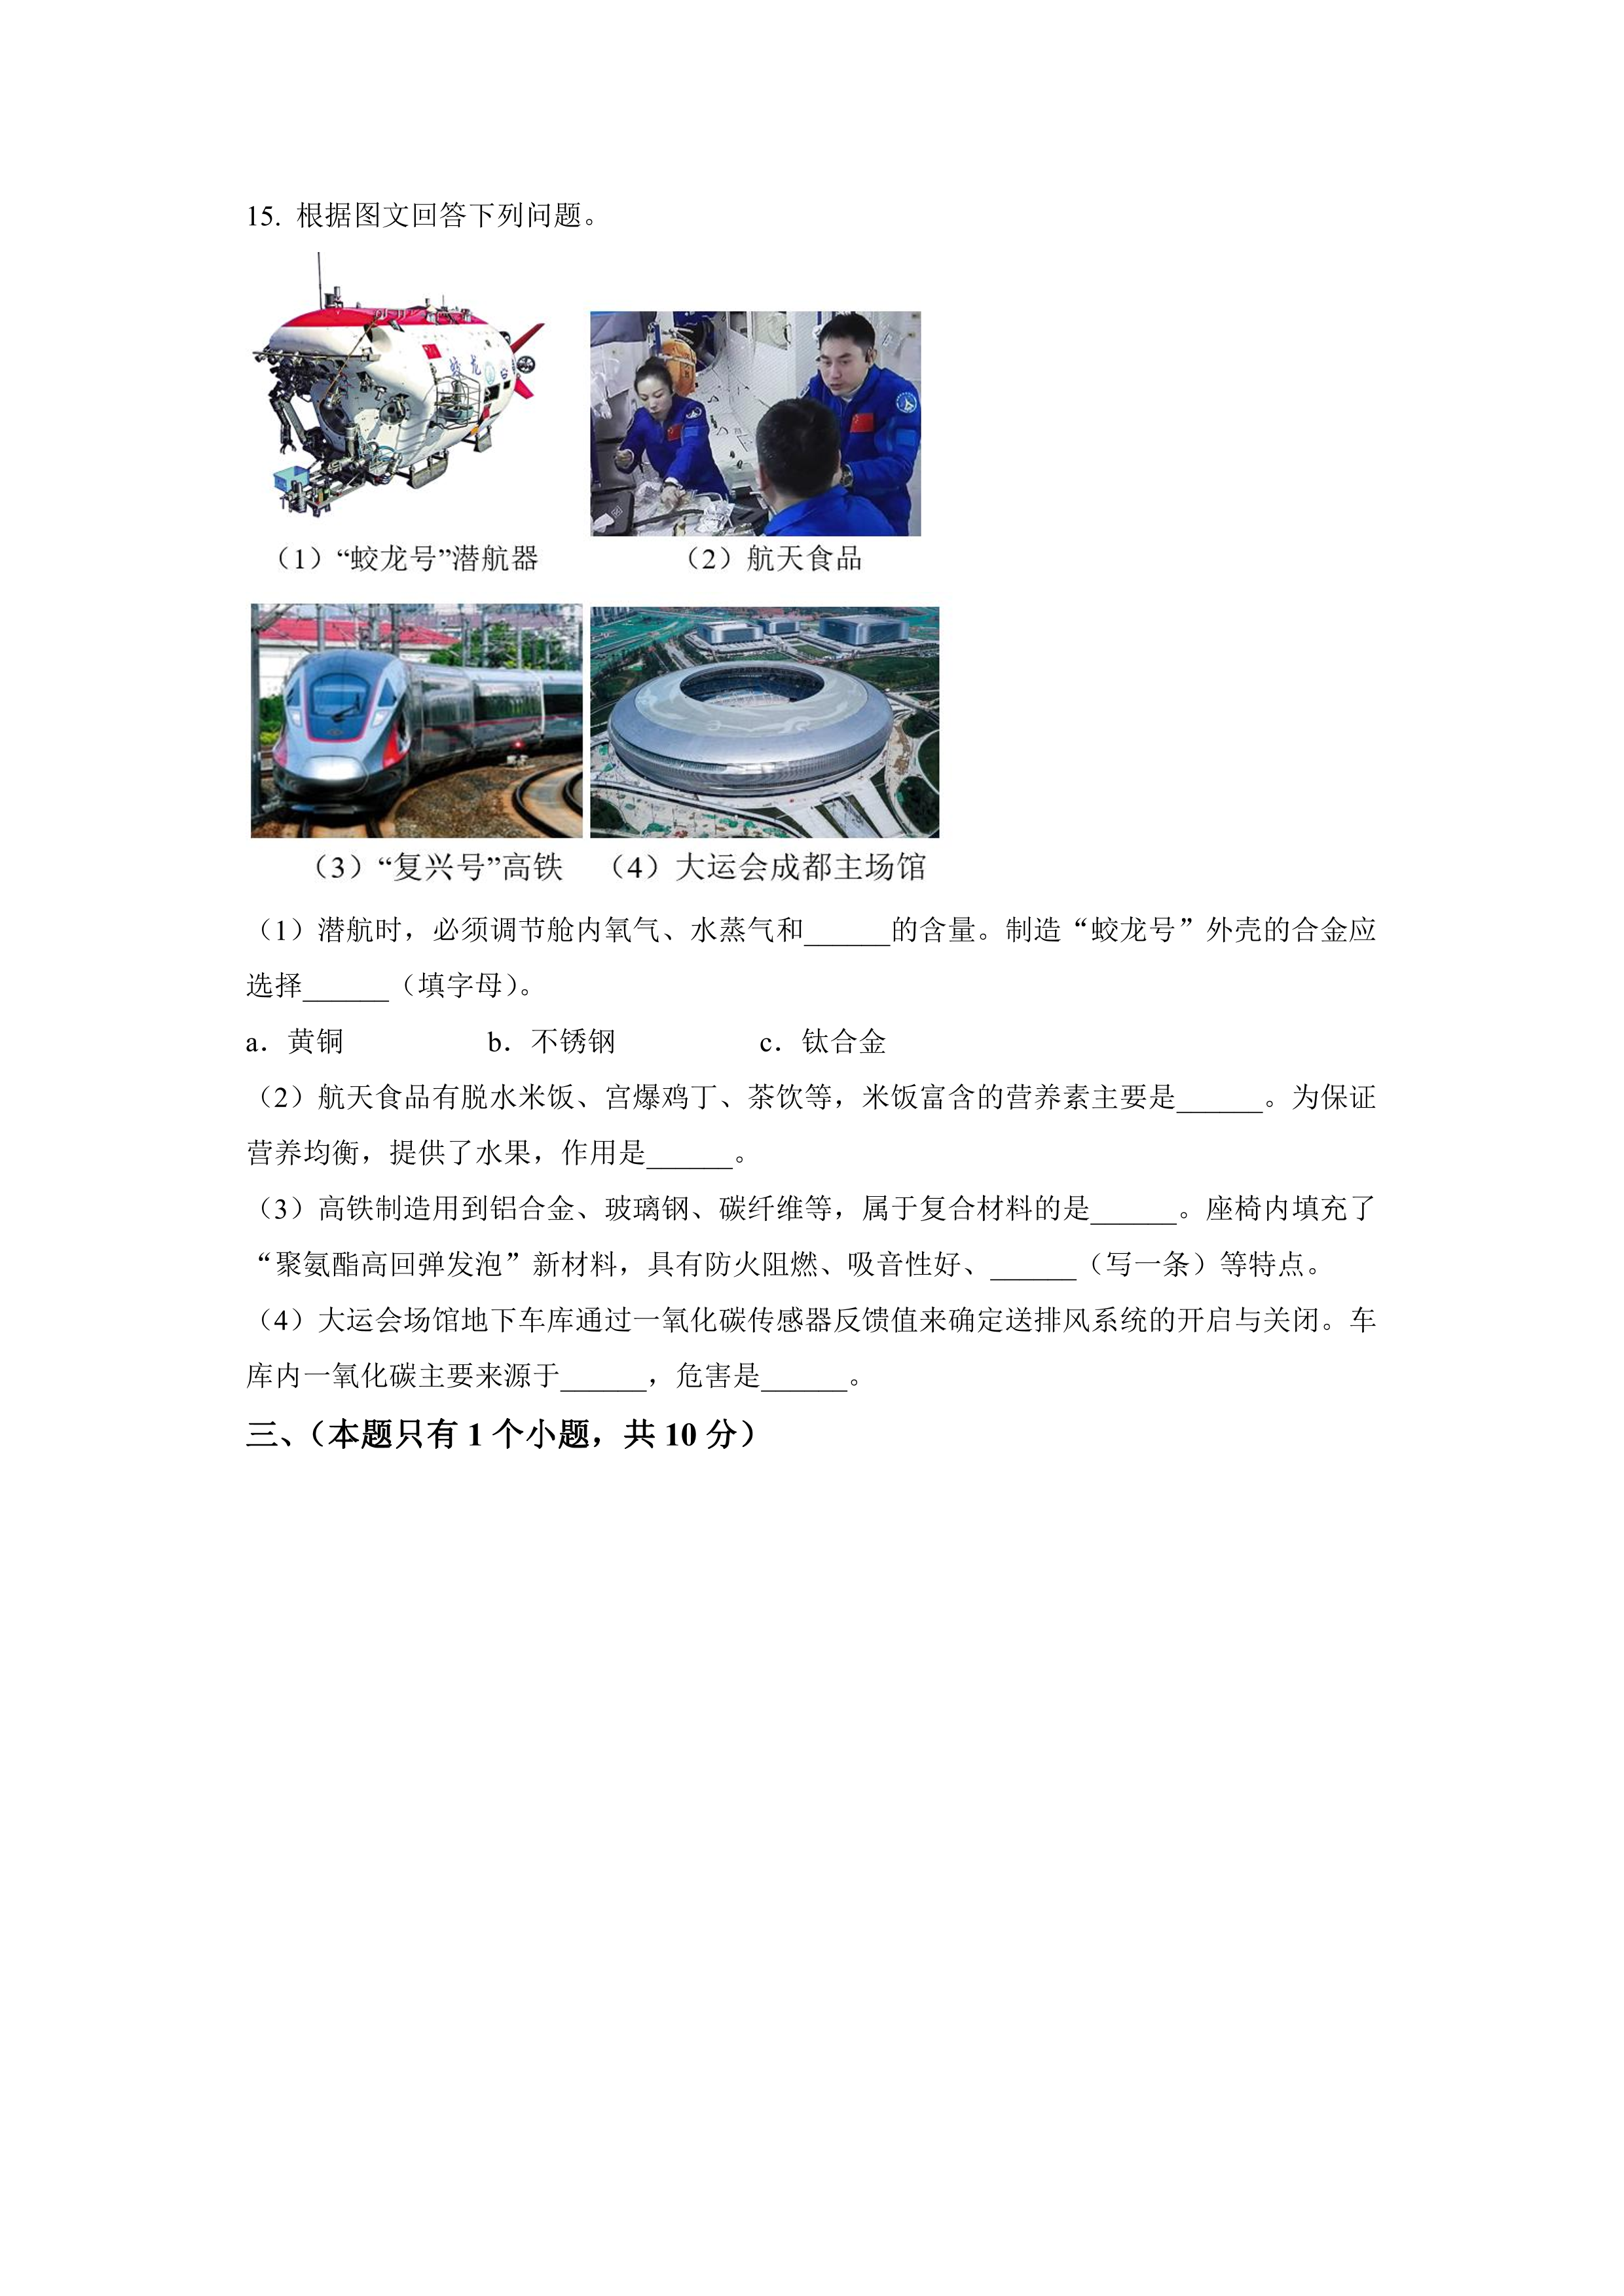 15. 根据图文回答下列问题。
蛟龙
（1）“蛟龙号”潜航器 （2）航天食品
（3）“复兴号”高铁 （4）大运会成都主场馆
（1）潜航时，必须调节舱内氧气、水蒸气和______的含量。制造“蛟龙号”外壳的合金应
选择______（填字母）。
a．黄铜 b．不锈钢 c．钛合金
（2）航天食品有脱水米饭、宫爆鸡丁、茶饮等，米饭富含的营养素主要是______。为保证
营养均衡，提供了水果，作用是______。
（3）高铁制造用到铝合金、玻璃钢、碳纤维等，属于复合材料的是______。座椅内填充了
“聚氨酯高回弹发泡”新材料，具有防火阻燃、吸音性好、______（写一条）等特点。
（4）大运会场馆地下车库通过一氧化碳传感器反馈值来确定送排风系统的开启与关闭。车
库内一氧化碳主要来源于______，危害是______。
三、（本题只有 1 个小题，共 10 分）